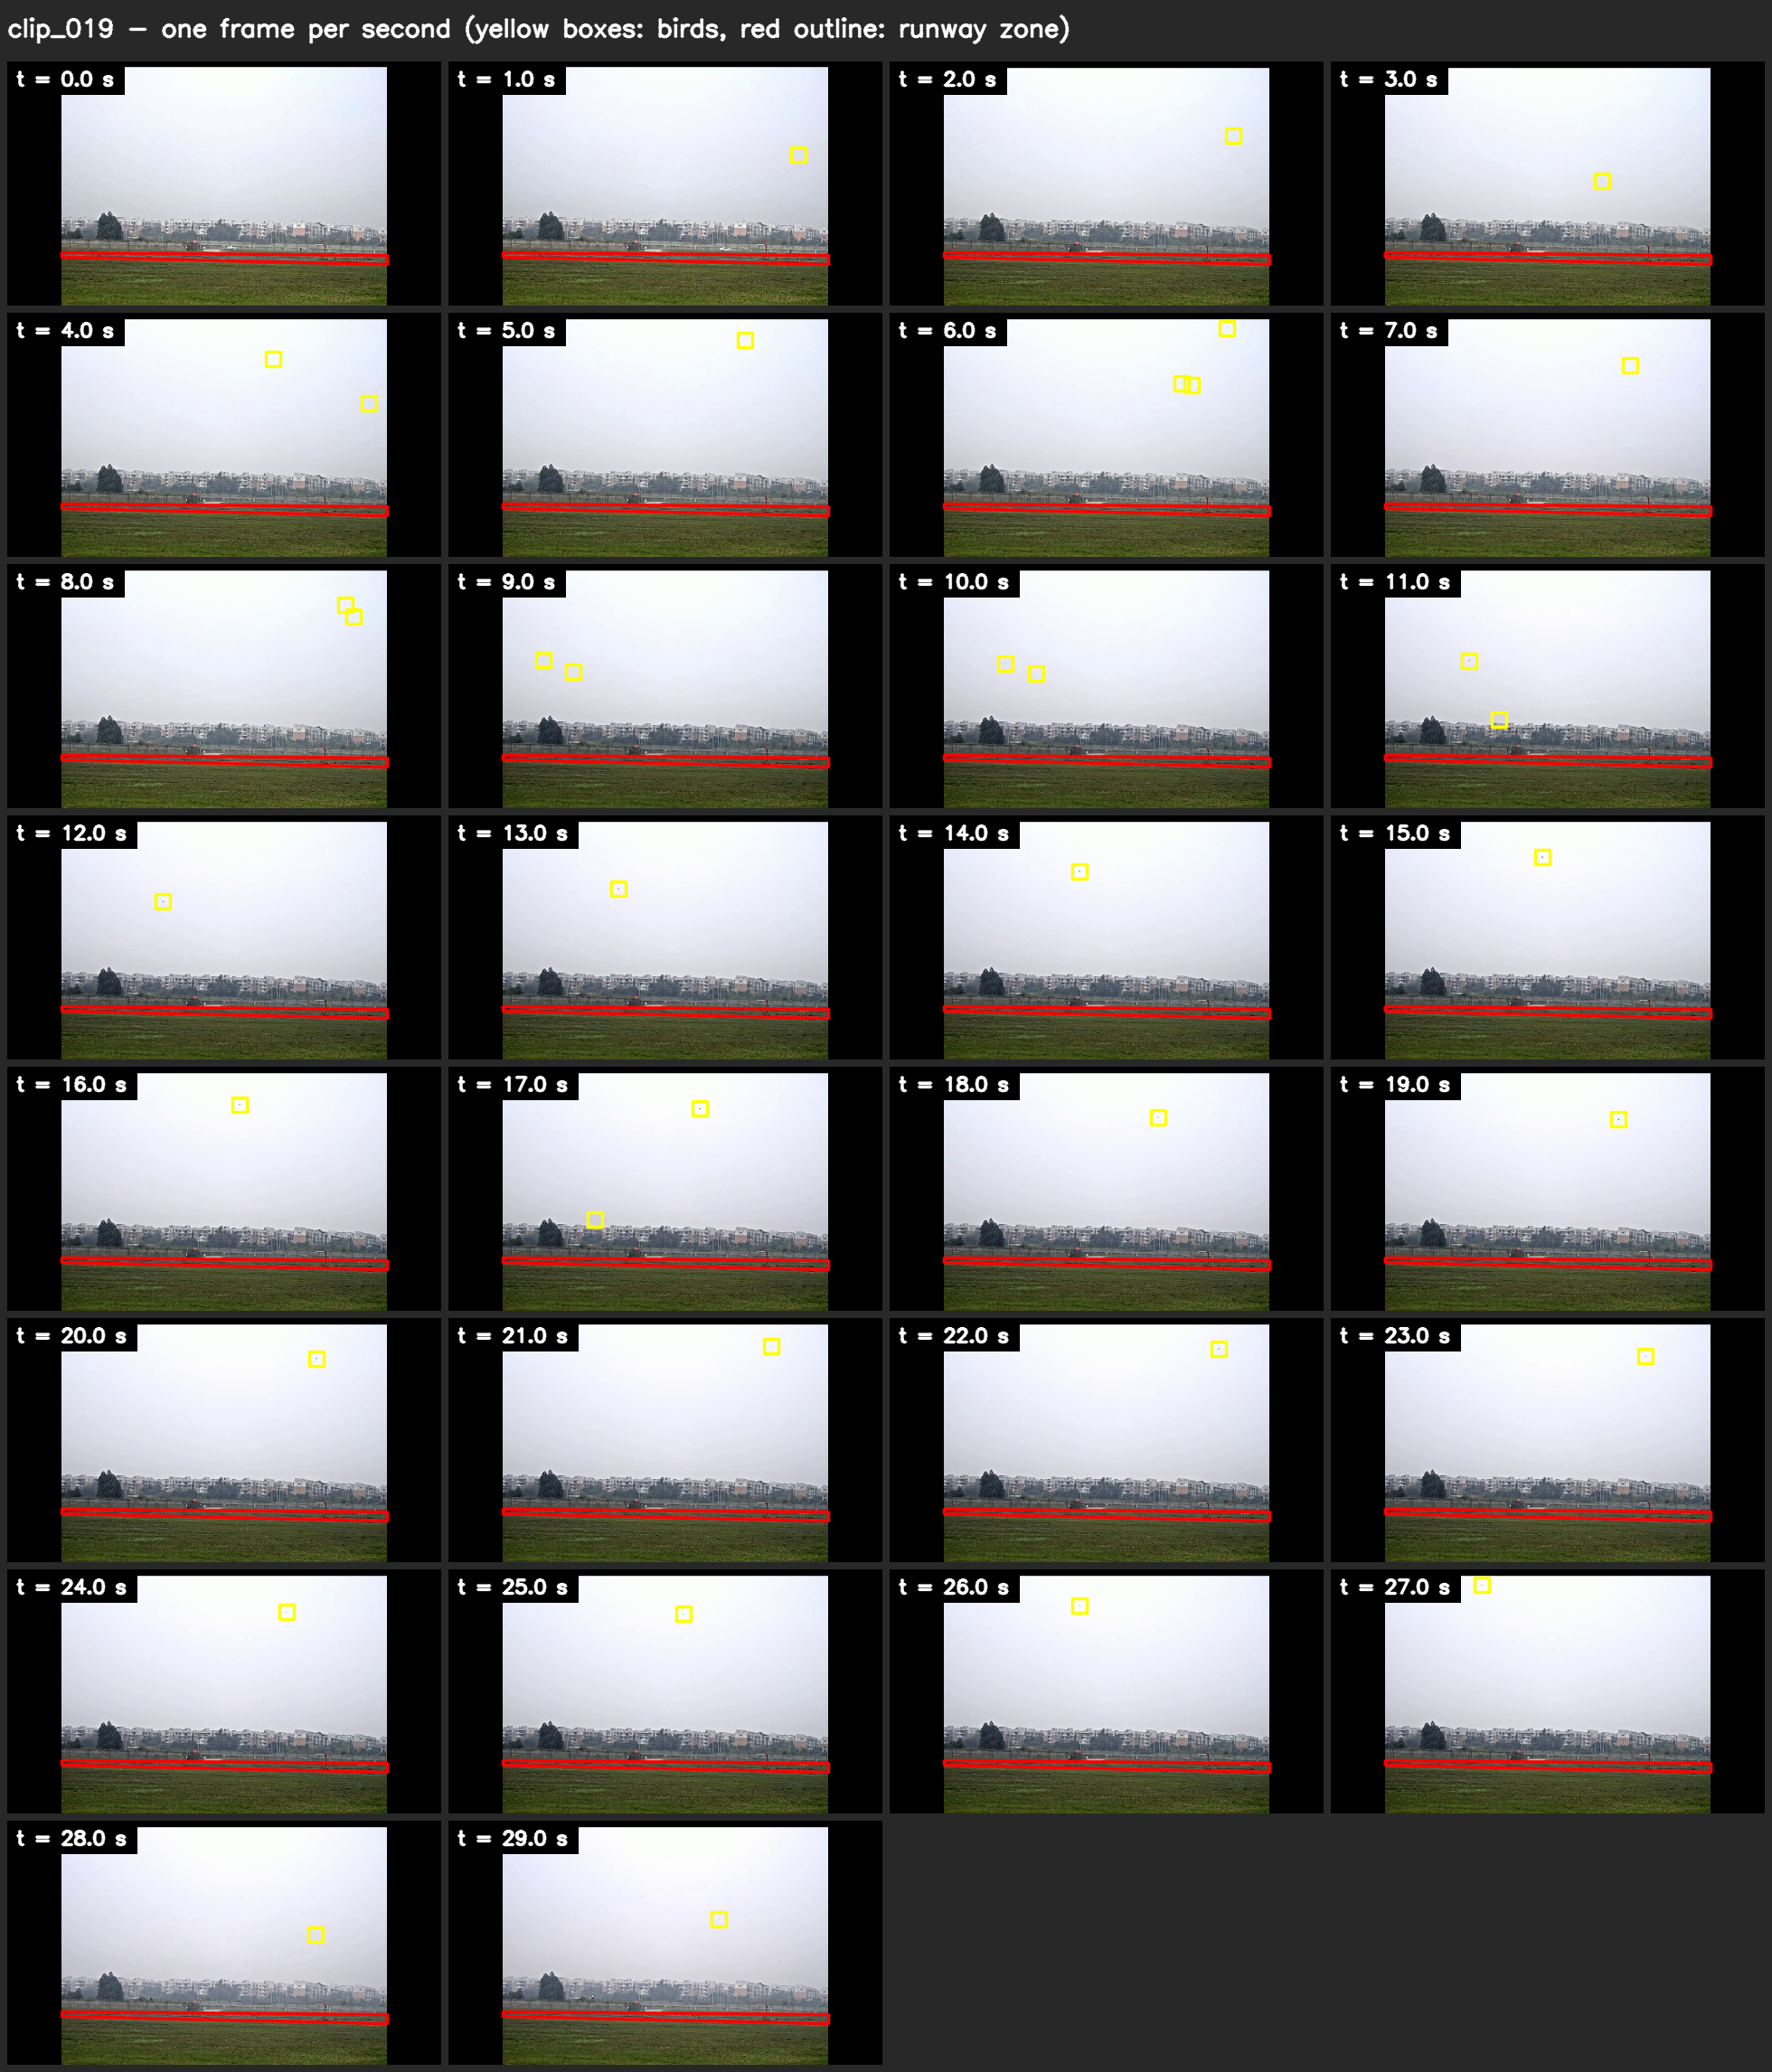 clip_019 – one frame per second (yellow boxes: birds, red outline: runway zone)
t = 0.0 s
t = 1.0 s
t = 2.0 s
t = 3.0 s
t = 4.0 s
t = 5.0 s
t = 6.0 s
t = 7.0 s
t = 8.0 s
t = 9.0 s
t = 10.0 s
t = 11.0 s
t = 12.0 s
t = 13.0 s
t = 14.0 s
t = 15.0 s
t = 16.0 s
t = 17.0 s
t = 18.0 s
t = 19.0 s
t = 20.0 s
t = 21.0 s
t = 22.0 s
t = 23.0 s
t = 24.0 s
t = 25.0 s
t = 26.0 s
t = 27.0 s
t = 28.0 s
t = 29.0 s